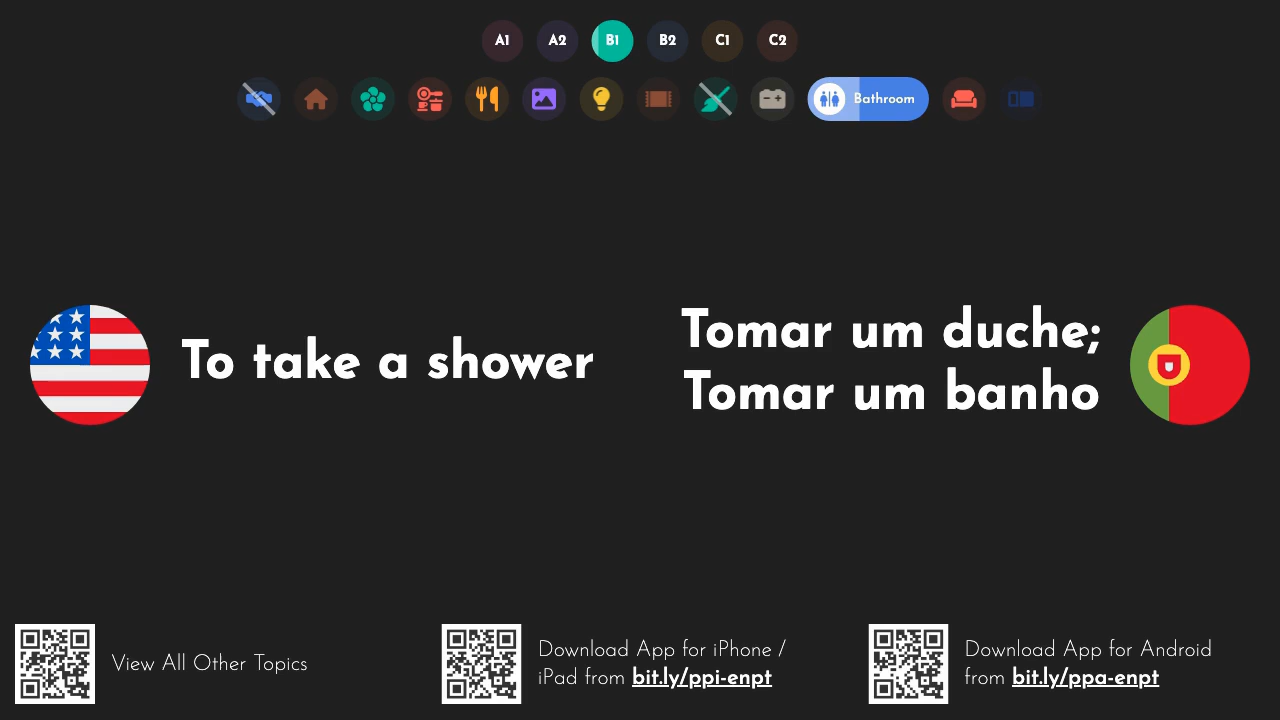 A1 A2 B1 B2 C1 C2
Bathroom
To take a shower
Tomar um duche;
Tomar um banho
View All Other Topics
Download App for iPhone /
iPad from bit.ly/ppi-enpt
Download App for Android
from bit.ly/ppa-enpt